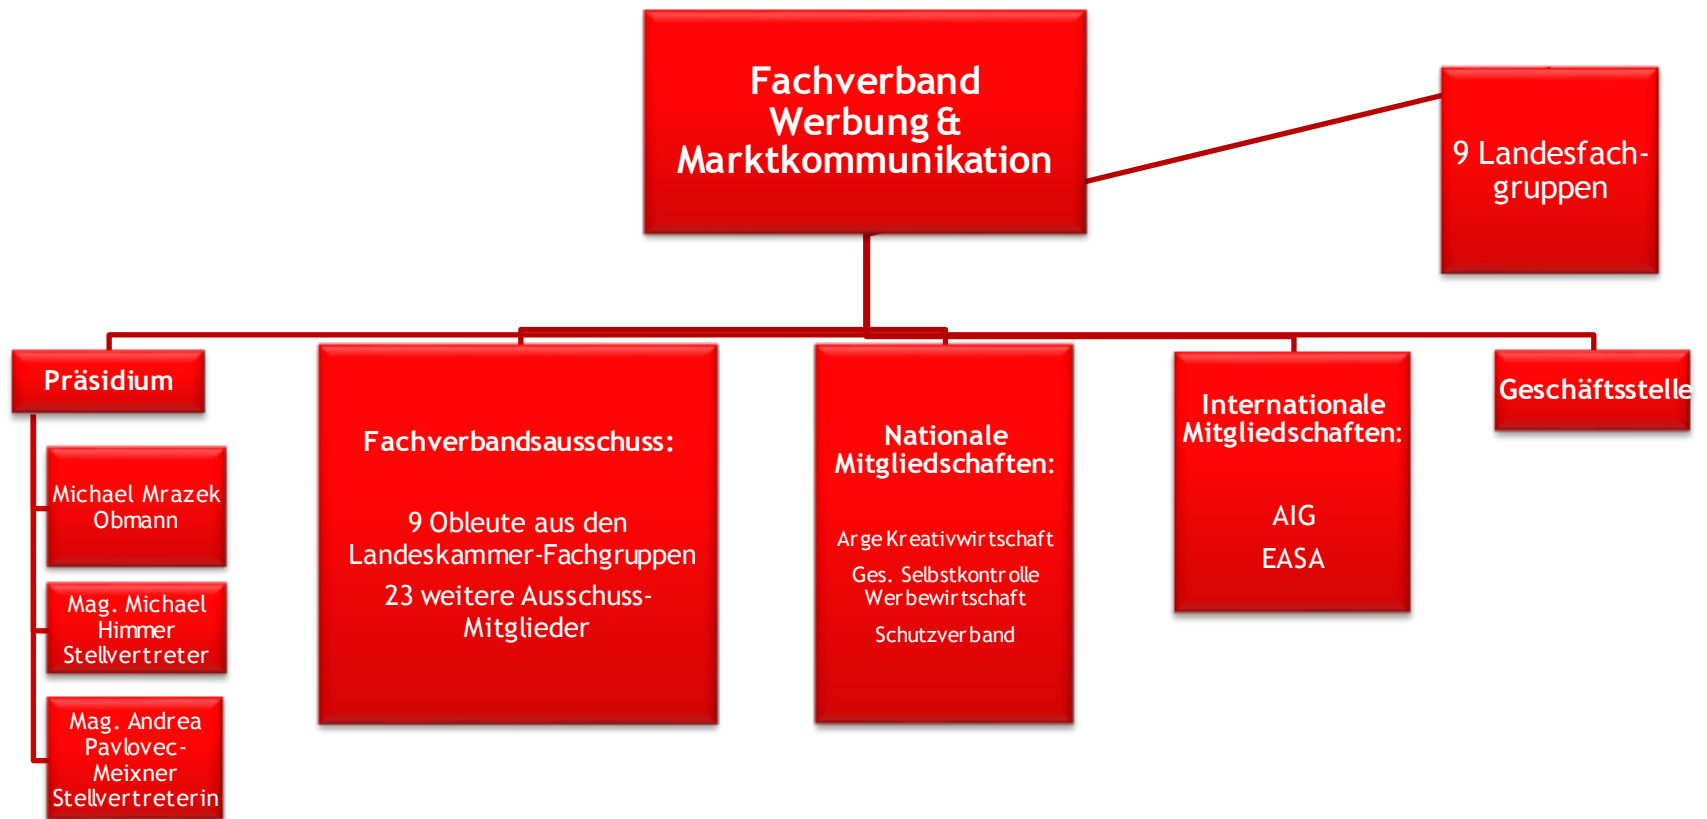 Fachverband
Werbung &
Marktkommunikation
9 Landesfach-
gruppen
Präsidium
Michael Mrazek
Obmann
Mag. Michael
Himmer
Stellvertreter
Mag. Andrea
Pavlovec-
Meixner
Stellvertreterin
Fachverbandsausschuss:
9 Obleute aus den
Landeskammer-Fachgruppen
23 weitere Ausschuss-
Mitglieder
Nationale
Mitgliedschaften:
Arge Kreativwirtschaft
Ges. Selbstkontrolle
Werbewirtschaft
Schutzverband
Internationale
Mitgliedschaften:
AIG
EASA
Geschäftsstelle